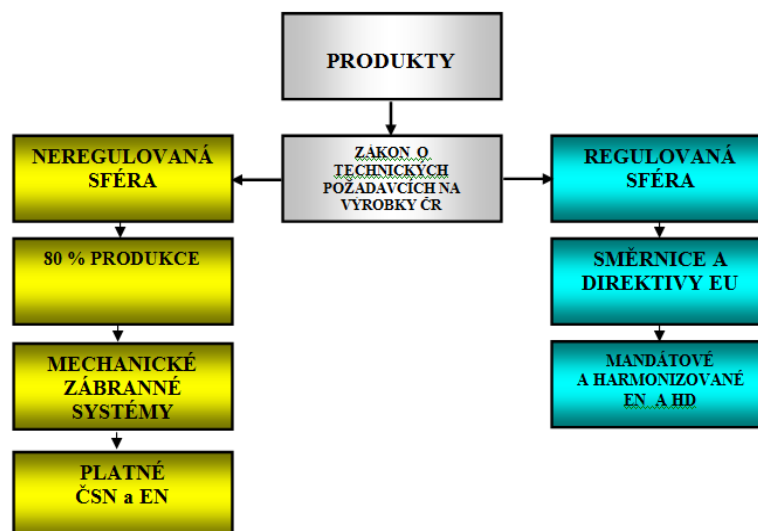 PRODUKTY
ZÁKON O
TECHNICKÝCH
POŽADAVCÍCH NA
VÝROBKY ČR
NEREGULOVANÁ
SFÉRA
80 % PRODUKCE
MECHANICKÉ
ZÁBRANNÉ
SYSTÉMY
PLATNÉ
ČSN a EN
REGULOVANÁ
SFÉRA
SMĚRNICE A
DIREKTIVY EU
MANDÁTOVÉ
A HARMONIZOVANÉ
EN A HD